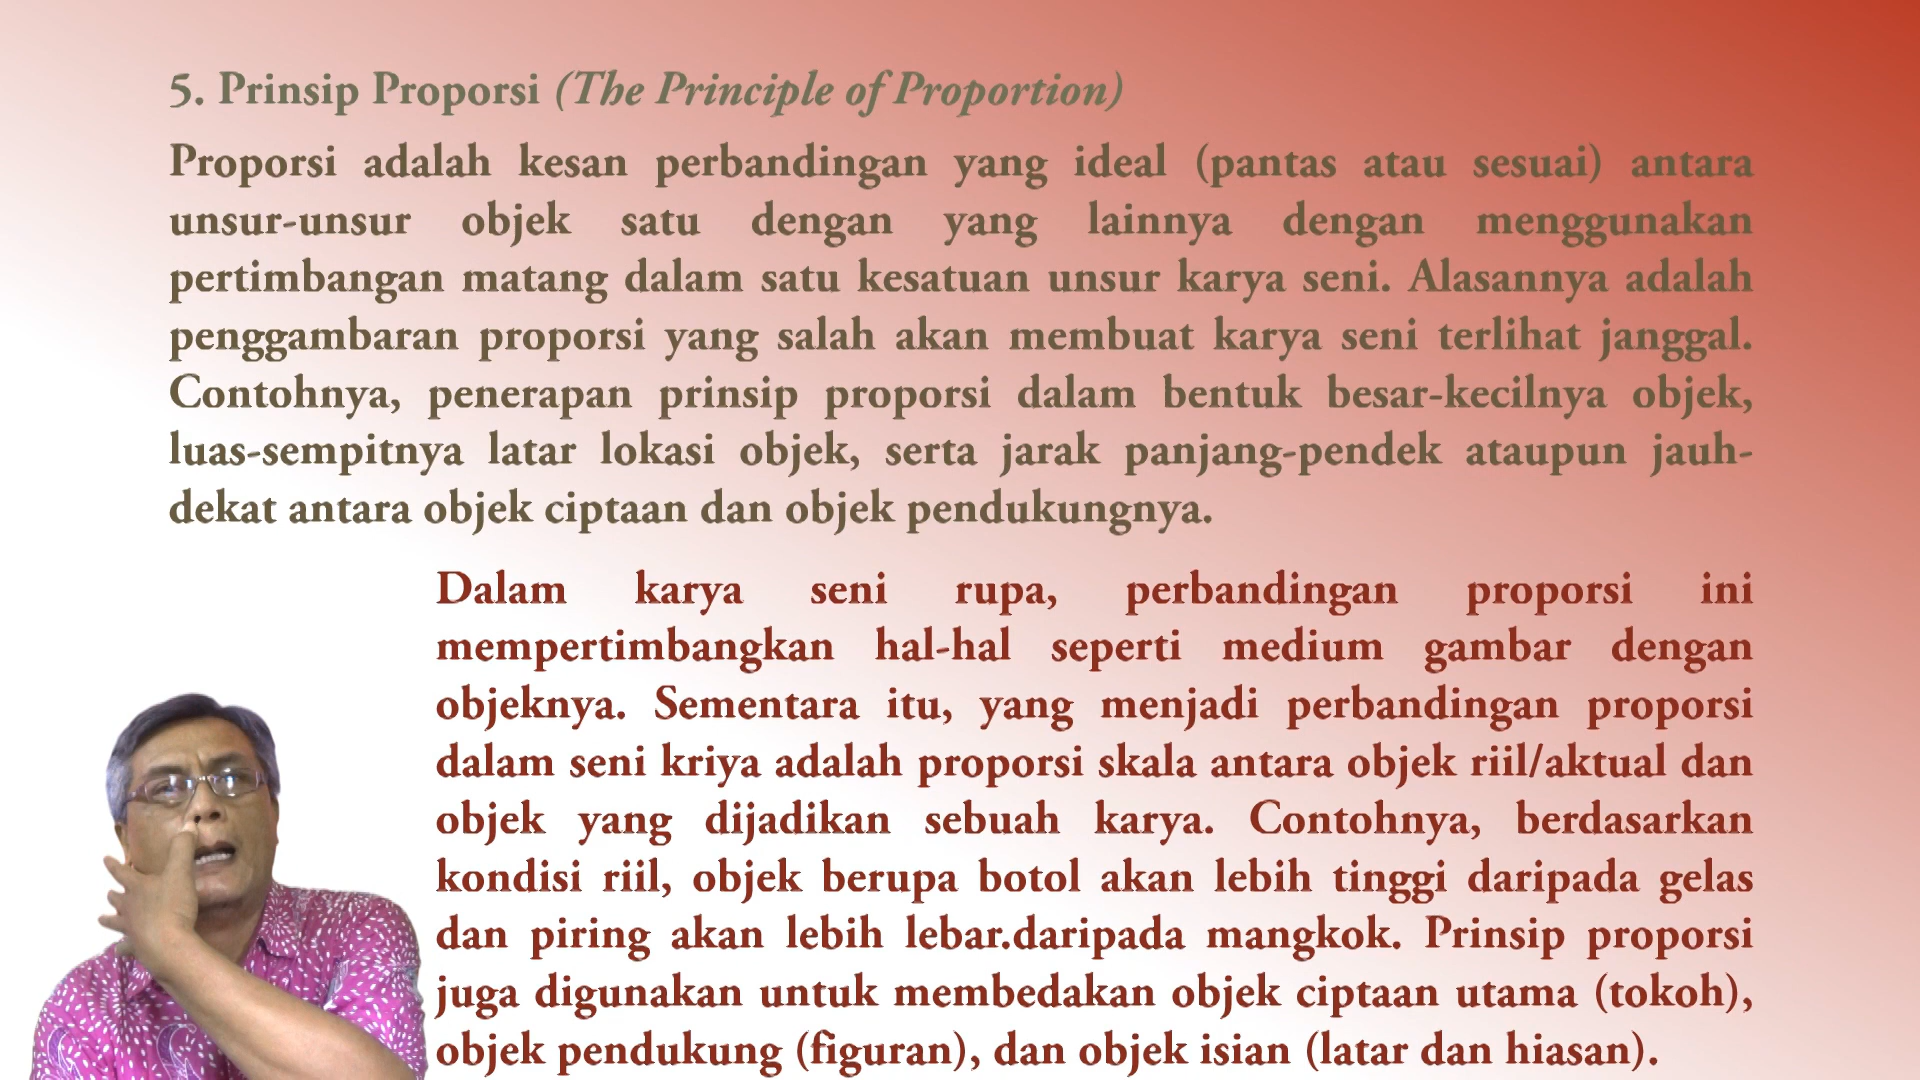 5. Prinsip Proporsi (The Principle of Proportion)
Proporsi adalah kesan perbandingan yang ideal (pantas atau sesuai) antara
unsur-unsur objek satu dengan yang lainnya dengan menggunakan
pertimbangan matang dalam satu kesatuan unsur karya seni. Alasannya adalah
penggambaran proporsi yang salah akan membuat karya seni terlihat janggal.
Contohnya, penerapan prinsip proporsi dalam bentuk besar-kecilnya objek,
luas-sempitnya latar lokasi objek, serta jarak panjang-pendek ataupun jauh-
dekat antara objek ciptaan dan objek pendukungnya.
Dalam karya seni rupa, perbandingan proporsi ini
mempertimbangkan hal-hal seperti medium gambar dengan
objeknya. Sementara itu, yang menjadi perbandingan proporsi
dalam seni kriya adalah proporsi skala antara objek riil/aktual dan
objek yang dijadikan sebuah karya. Contohnya, berdasarkan
kondisi riil, objek berupa botol akan lebih tinggi daripada gelas
dan piring akan lebih lebar.daripada mangkok. Prinsip proporsi
juga digunakan untuk membedakan objek ciptaan utama (tokoh),
objek pendukung (figuran), dan objek isian (latar dan hiasan).